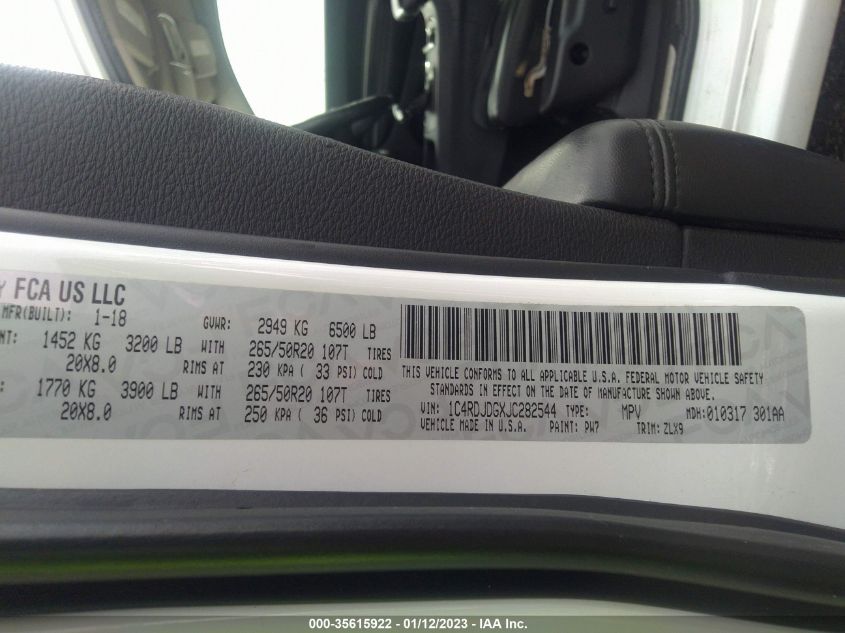 FCA US LLC
MFR(BUILT): 1-18 GVWR: 2949 KG 6500 LB
1452 KG 3200 LB WITH 265/50R20 107T TIRES
20X8.0 RIMS AT 230 KPA ( 33 PSI) COLD
1770 KG 3900 LB WITH 265/50R20 107T TIRES
20X8.0 RIMS AT 250 KPA ( 36 PSI) COLD
THIS VEHICLE CONFORMS TO ALL APPLICABLE U.S.A. FEDERAL MOTOR VEHICLE SAFETY
STANDARDS IN EFFECT ON THE DATE OF MANUFACTURE SHOWN ABOVE.
VIN: 1C4RDJDGXJC282544 TYPE: MPV MDH: 010317 301AA
VEHICLE MADE IN U.S.A. PAINT: PW7 TRIM: ZLX9
000-35615922 - 01/12/2023 - IAA Inc.